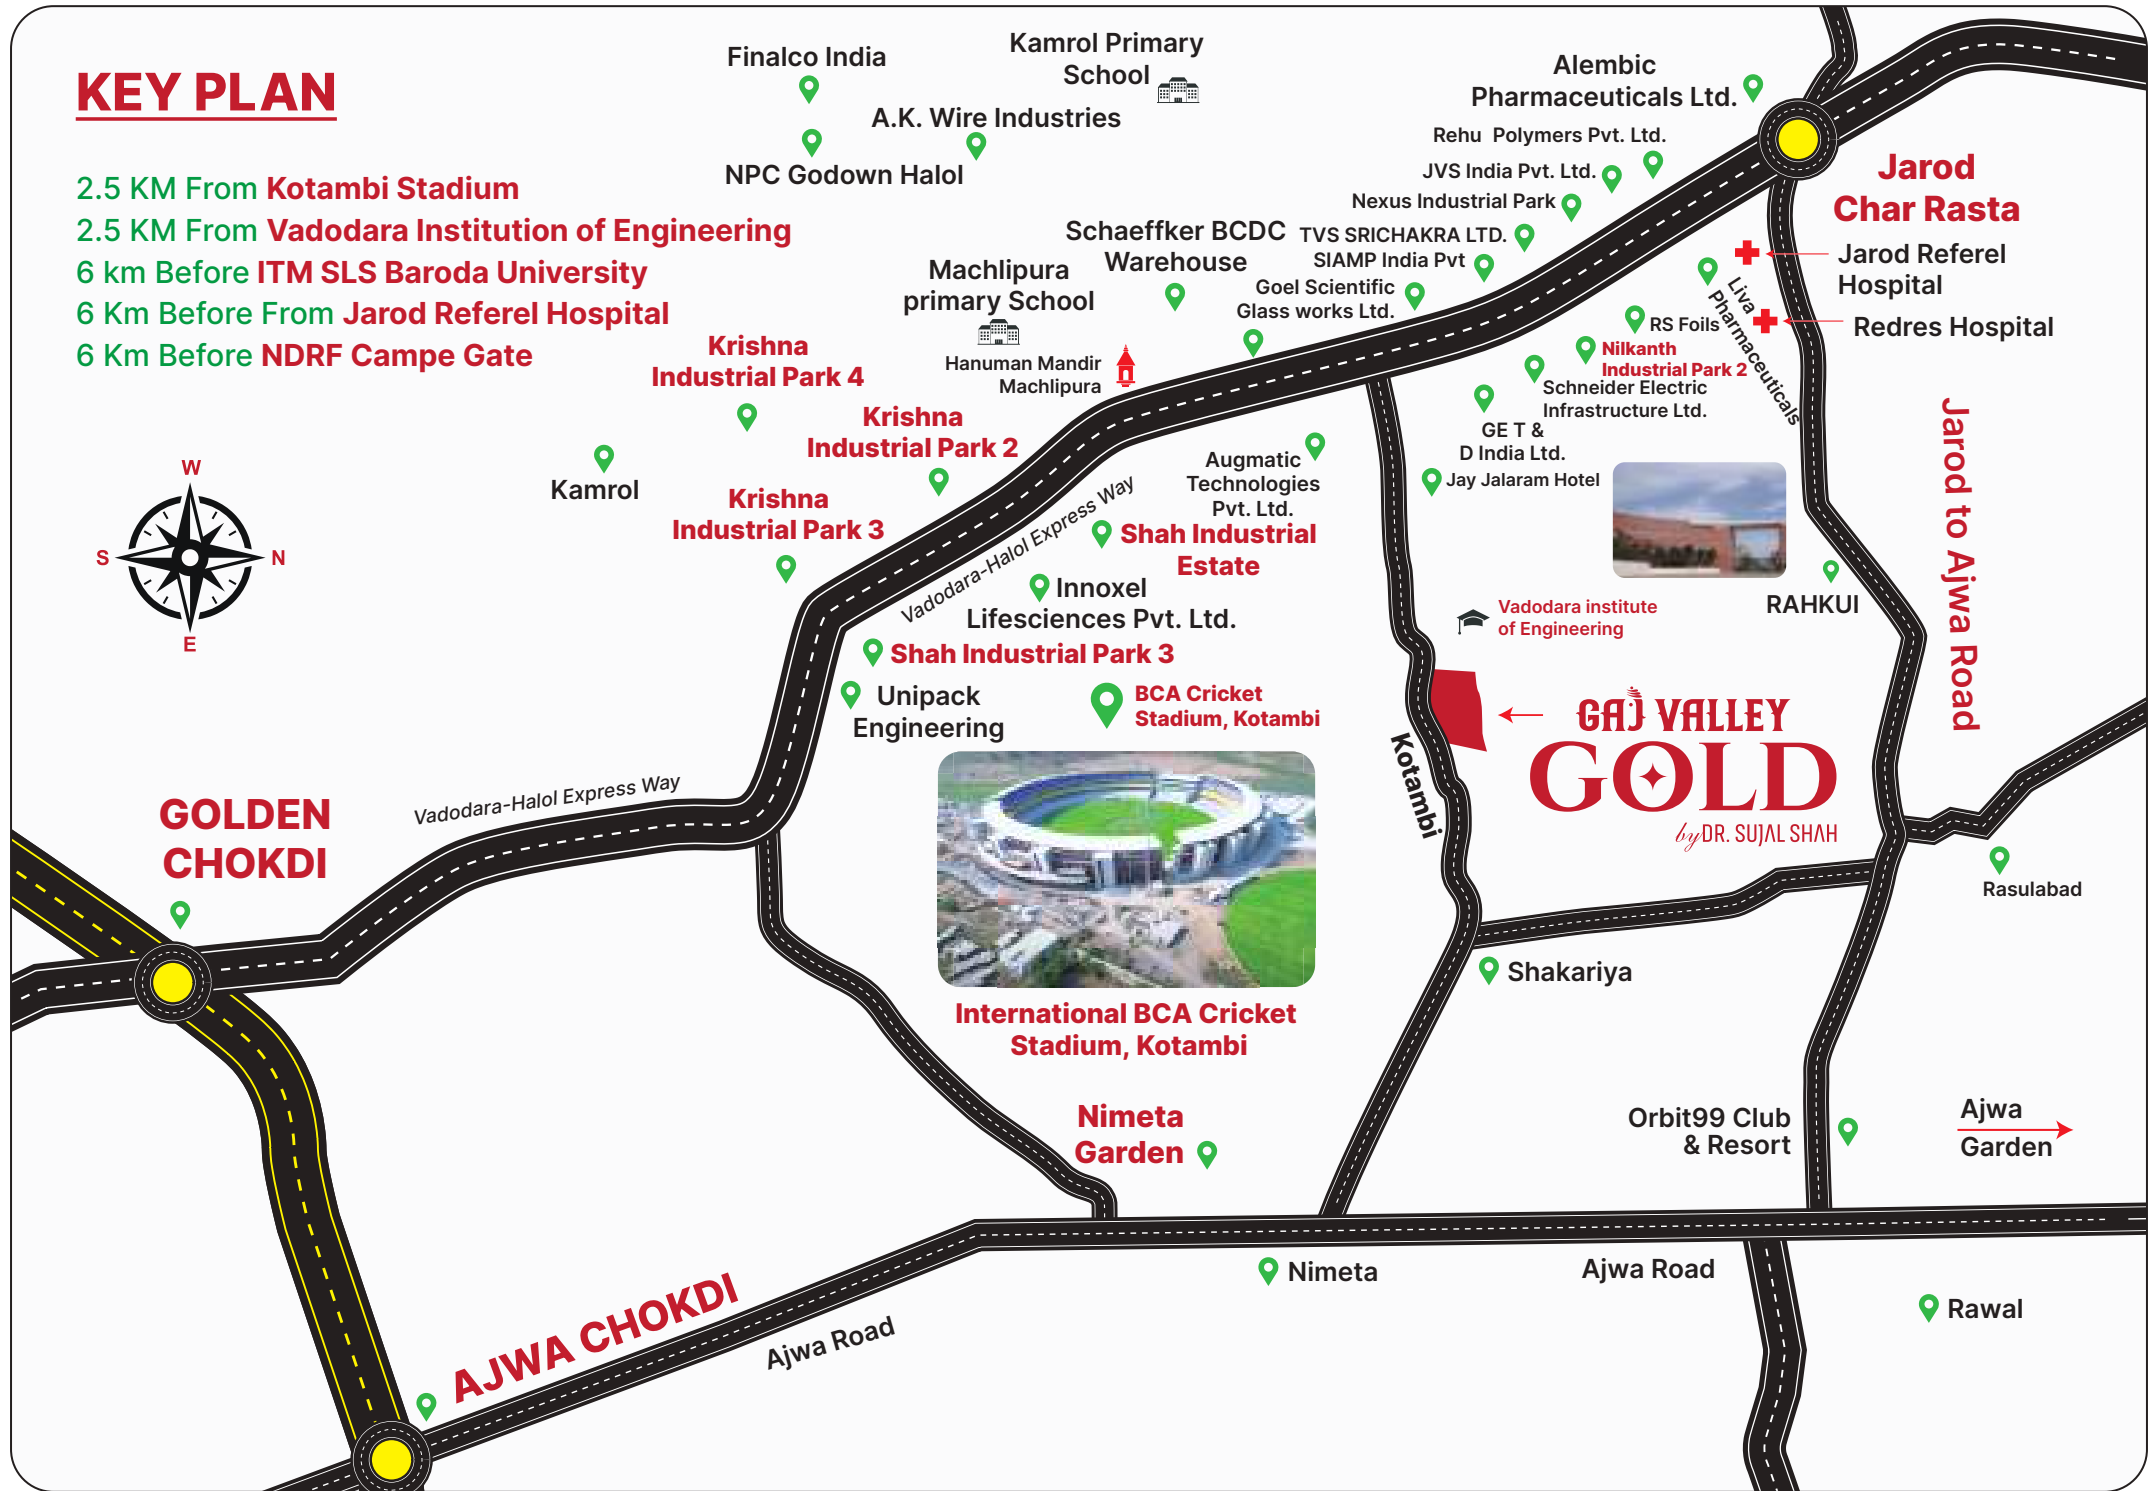 KEY PLAN
2.5 KM From Kotambi Stadium
2.5 KM From Vadodara Institution of Engineering
6 km Before ITM SLS Baroda University
6 Km Before From Jarod Referel Hospital
6 Km Before NDRF Campe Gate
Finalco India
Kamrol Primary
School
A.K. Wire Industries
NPC Godown Halol
Alembic
Pharmaceuticals Ltd.
Rehu Polymers Pvt. Ltd.
JVS India Pvt. Ltd.
Nexus Industrial Park
TVS SRICHAKRA LTD.
SIAMP India Pvt
Goel Scientific
Glass works Ltd.
Schaeffker BCDC
Warehouse
Machlipura
primary School
Hanuman Mandir
Machlipura
Jarod
Char Rasta
Jarod Referel
Hospital
Redres Hospital
Liva
Pharmaceuticals
RS Foils
Nilkanth
Industrial Park 2
Schneider Electric
Infrastructure Ltd.
GE T &
D India Ltd.
Jay Jalaram Hotel
Krishna
Industrial Park 4
Krishna
Industrial Park 2
Krishna
Industrial Park 3
Kamrol
W
S
N
E
Augmatic
Technologies
Pvt. Ltd.
Vadodara-Halol Express Way
Shah Industrial
Estate
Innoxel
Lifesciences Pvt. Ltd.
Shah Industrial Park 3
Unipack
Engineering
BCA Cricket
Stadium, Kotambi
International BCA Cricket
Stadium, Kotambi
Vadodara institute
of Engineering
RAHKUI
Jarod to Ajwa Road
GAJ VALLEY
GOLD
by DR. SUJAL SHAH
Kotambi
Vadodara-Halol Express Way
GOLDEN
CHOKDI
Rasulabad
Shakariya
Nimeta
Garden
Orbit99 Club
& Resort
Ajwa
Garden
Nimeta
Ajwa Road
Rawal
AJWA CHOKDI
Ajwa Road